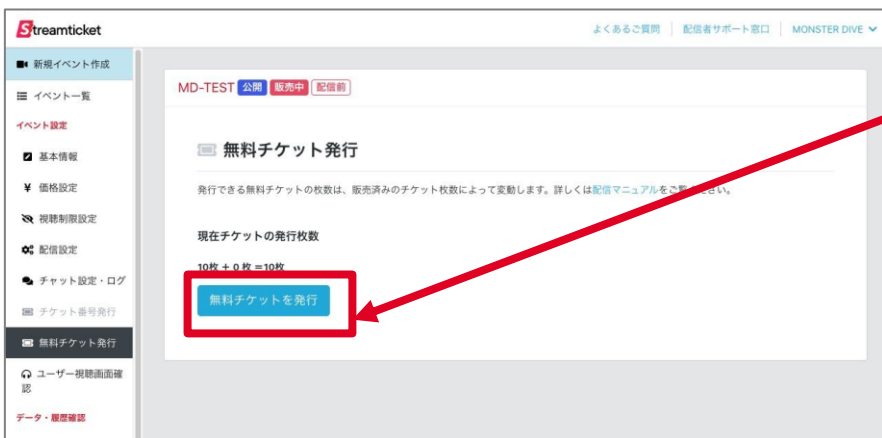 Streamticket
よくあるご質問 配信者サポート窓口 MONSTER DIVE
新規イベント作成
イベント一覧
イベント設定
基本情報
¥ 価格設定
視聴制限設定
配信設定
チャット設定・ログ
チケット番号発行
無料チケット発行
ユーザー視聴画面確
認
データ・履歴確認
MD-TEST 公開 販売中 配信前
無料チケット発行
発行できる無料チケットの枚数は、販売済みのチケット枚数によって変動します。詳しくは配信マニュアルをご覧ください。
現在チケットの発行枚数
10枚 + 0 枚 =10枚
無料チケットを発行